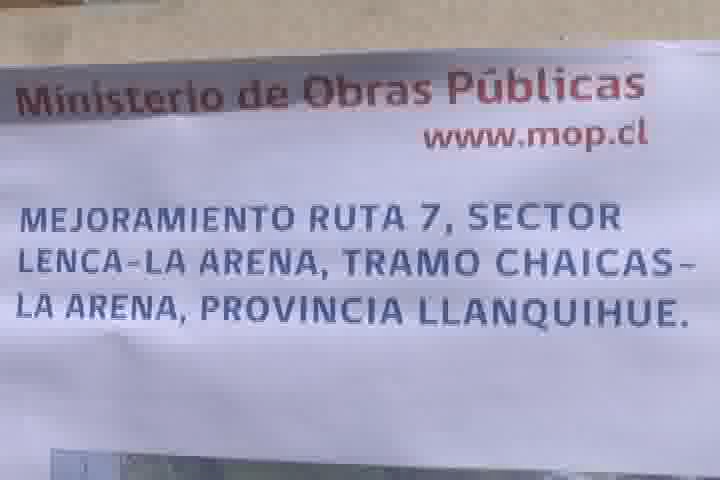 Ministerio de Obras Públicas
www.mop.cl
MEJORAMIENTO RUTA 7, SECTOR
LENCA-LA ARENA, TRAMO CHAICAS-
LA ARENA, PROVINCIA LLANQUIHUE.